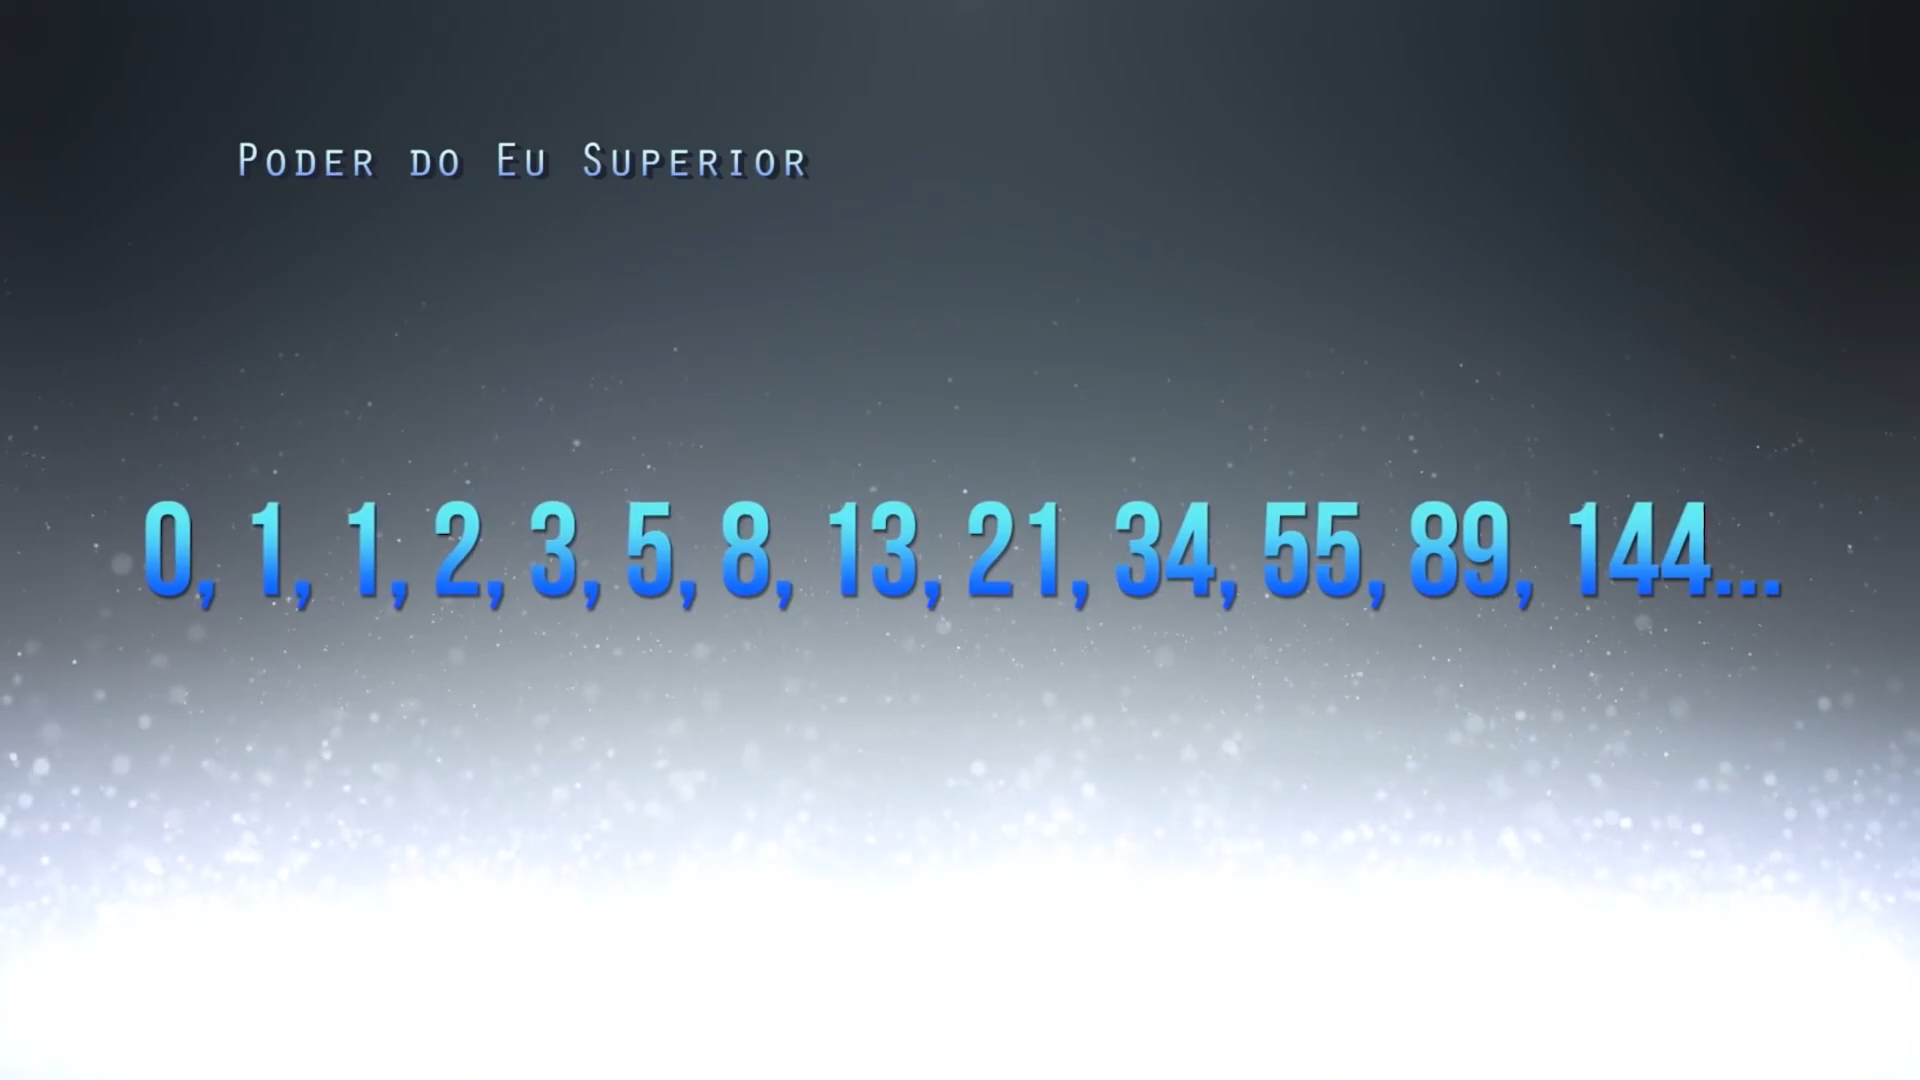 Poder do Eu Superior
0, 1, 1, 2, 3, 5, 8, 13, 21, 34, 55, 89, 144...